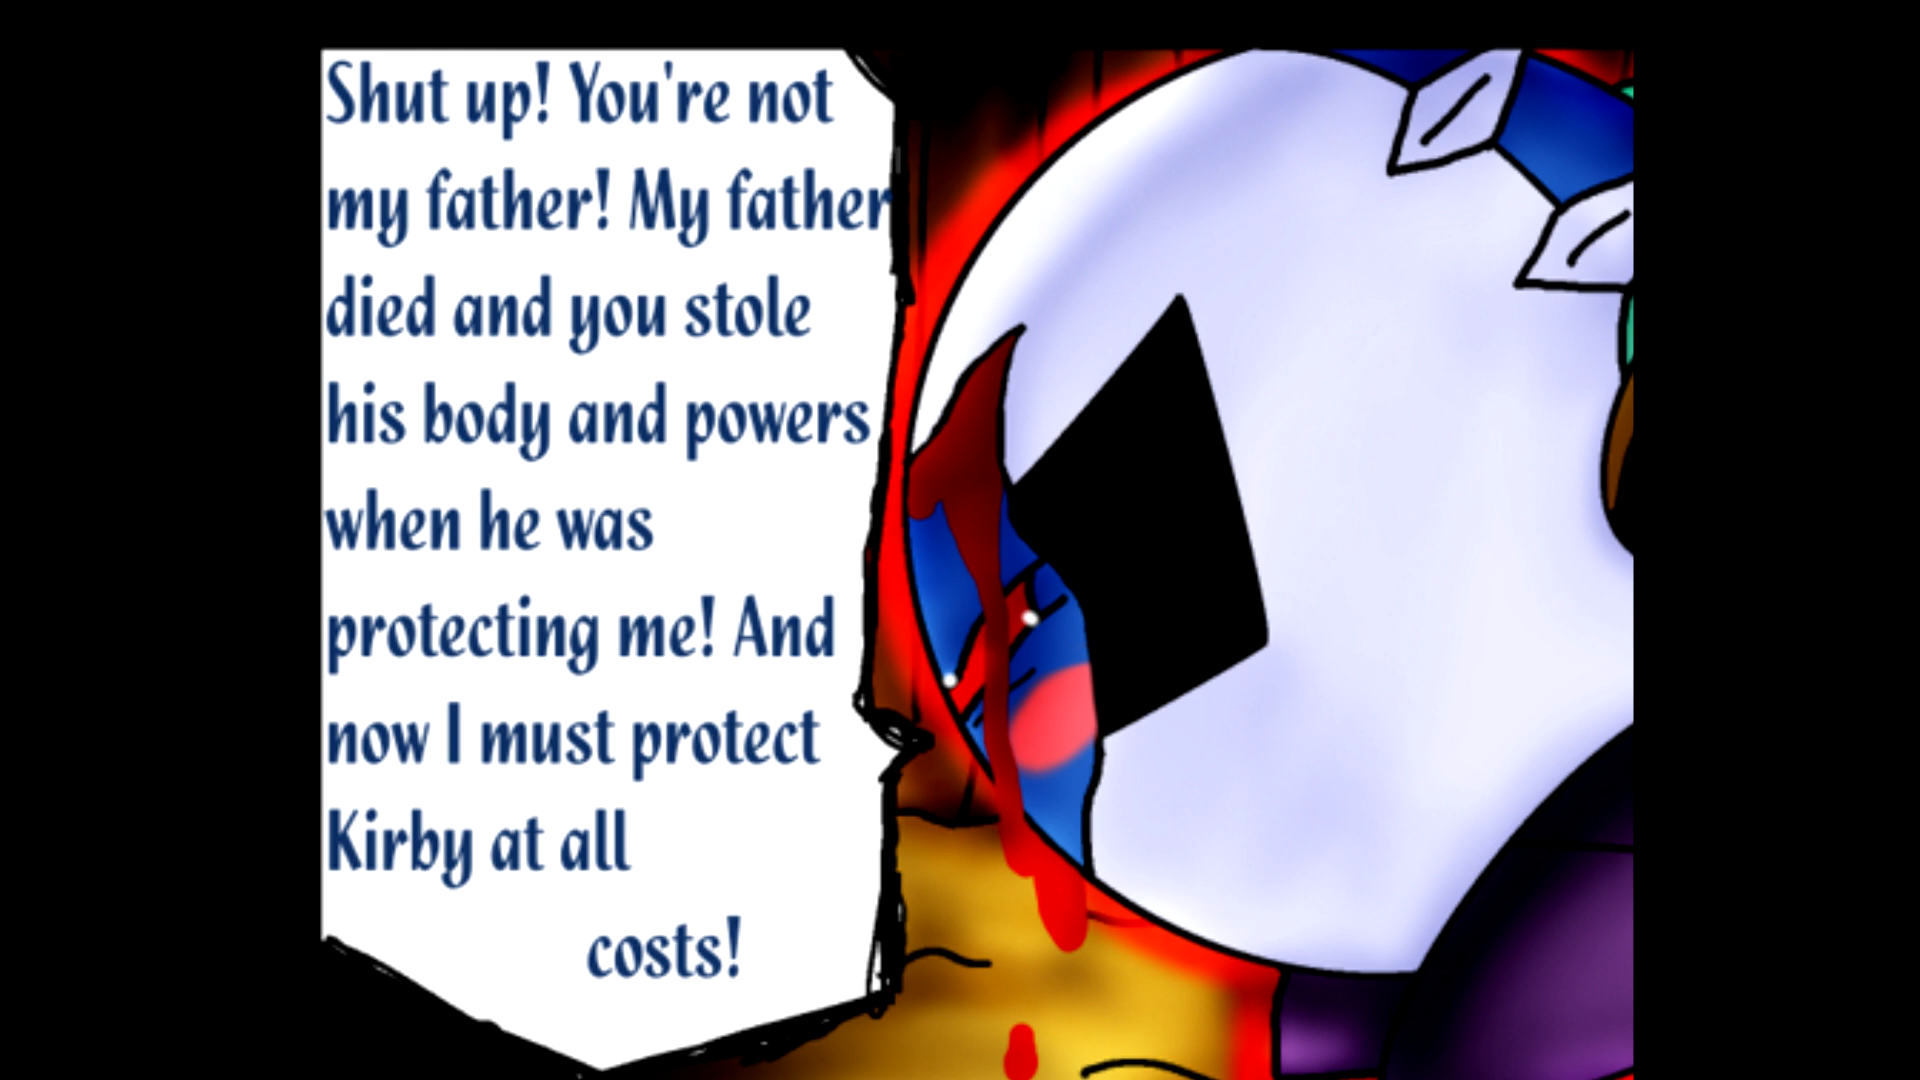 Shut up! You're not
my father! My father
died and you stole
his body and powers
when he was
protecting me! And
now I must protect
Kirby at all
costs!